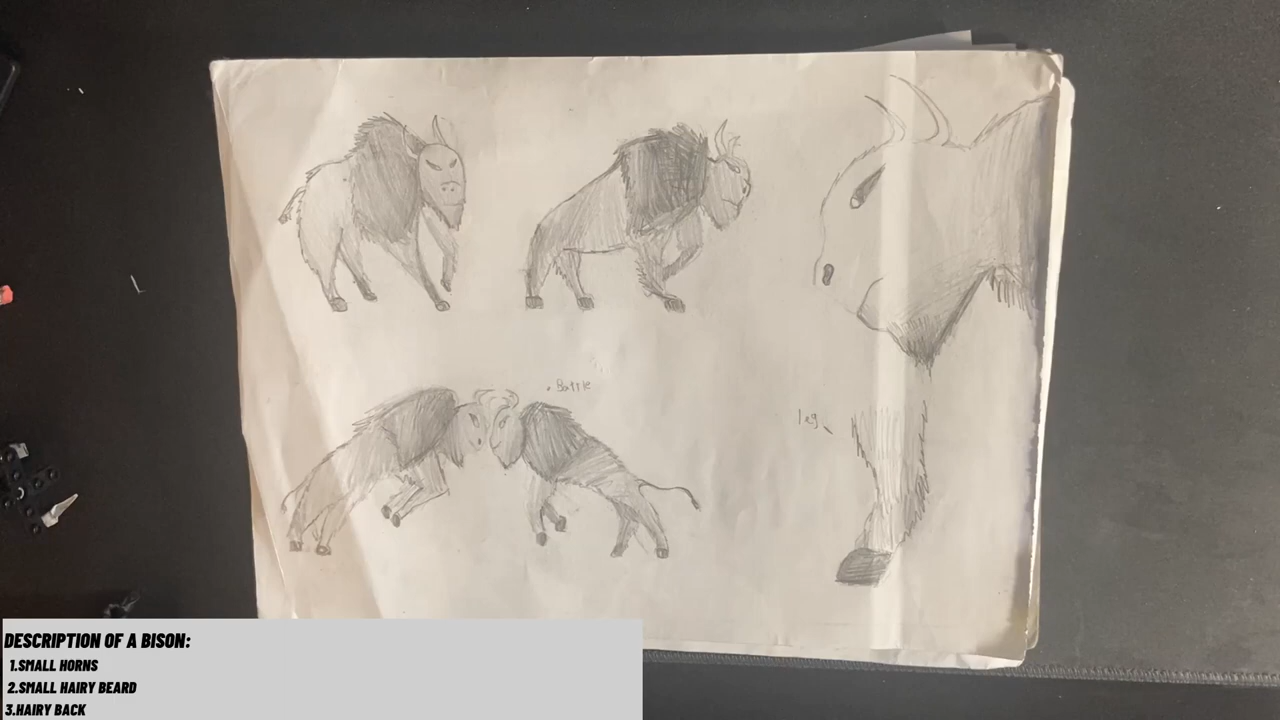 . Battle
leg
DESCRIPTION OF A BISON:
1.SMALL HORNS
2.SMALL HAIRY BEARD
3.HAIRY BACK